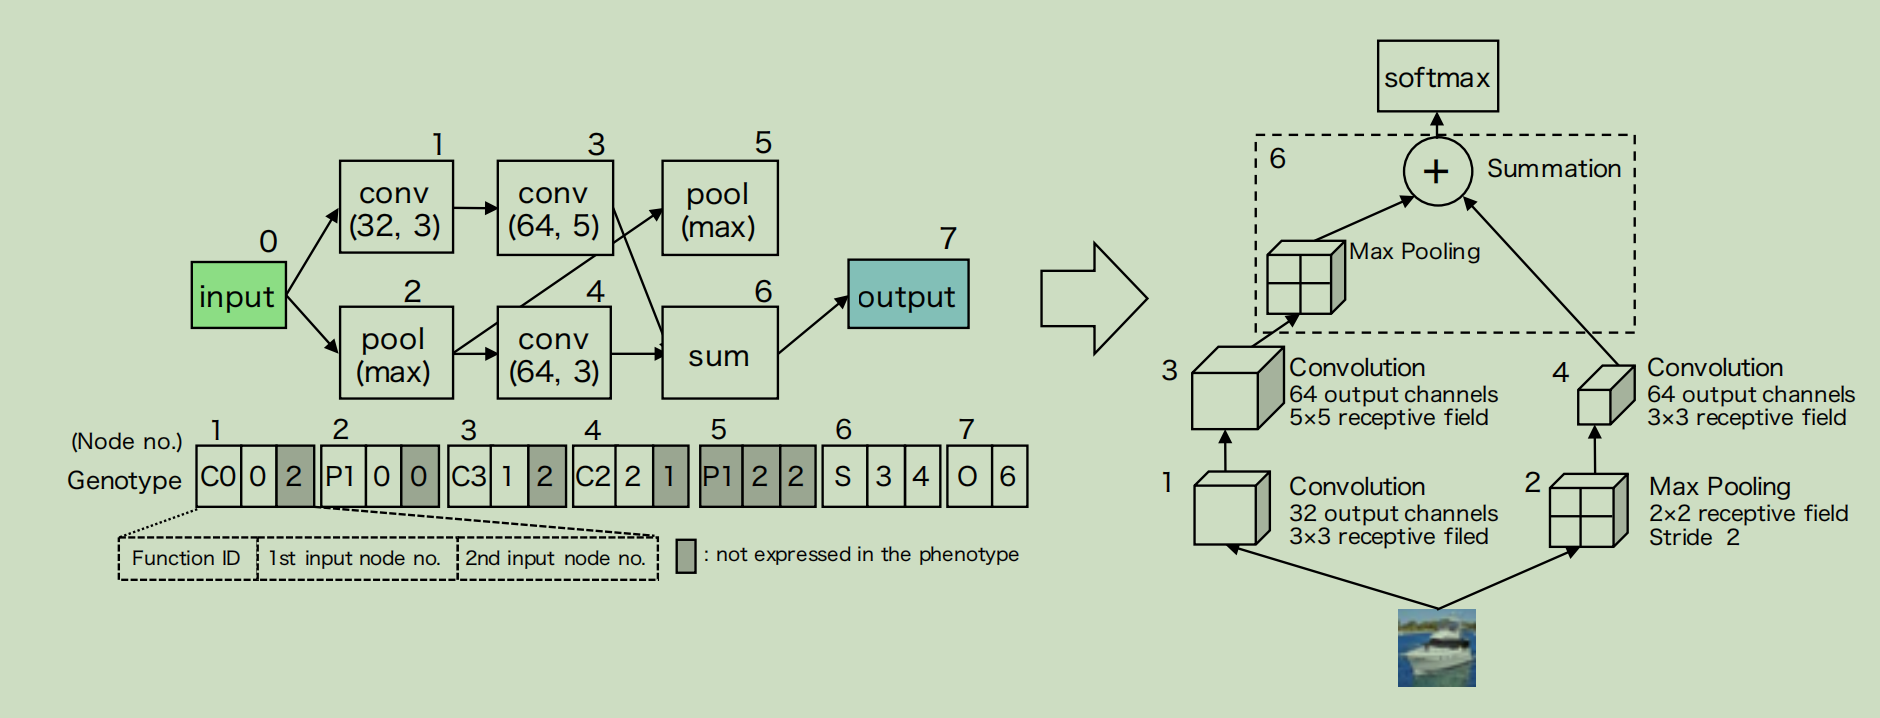 0
input
1
conv
(32, 3)
2
pool
(max)
3
conv
(64, 5)
4
conv
(64, 3)
5
pool
(max)
6
sum
7
output
(Node no.) 1 2 3 4 5 6 7
Genotype C0 0 2 P1 0 0 C3 1 2 C2 2 1 P1 2 2 S 3 4 O 6
Function ID 1st input node no. 2nd input node no.
: not expressed in the phenotype
softmax
6
+
Summation
Max Pooling
3
Convolution
64 output channels
5×5 receptive field
4
Convolution
64 output channels
3×3 receptive field
1
Convolution
32 output channels
3×3 receptive filed
2
Max Pooling
2×2 receptive field
Stride 2